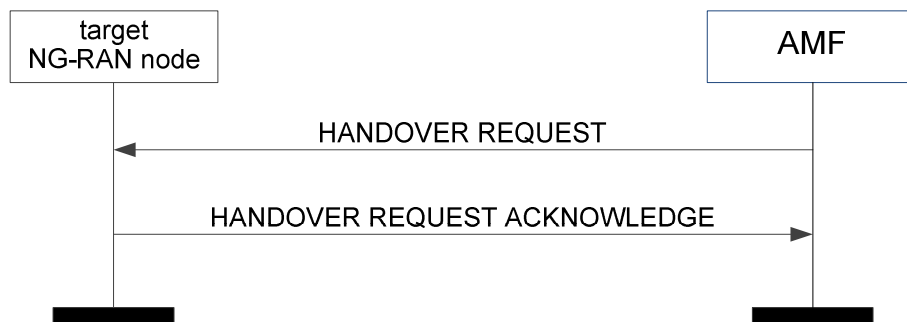 target
NG-RAN node
AMF
HANDOVER REQUEST
HANDOVER REQUEST ACKNOWLEDGE